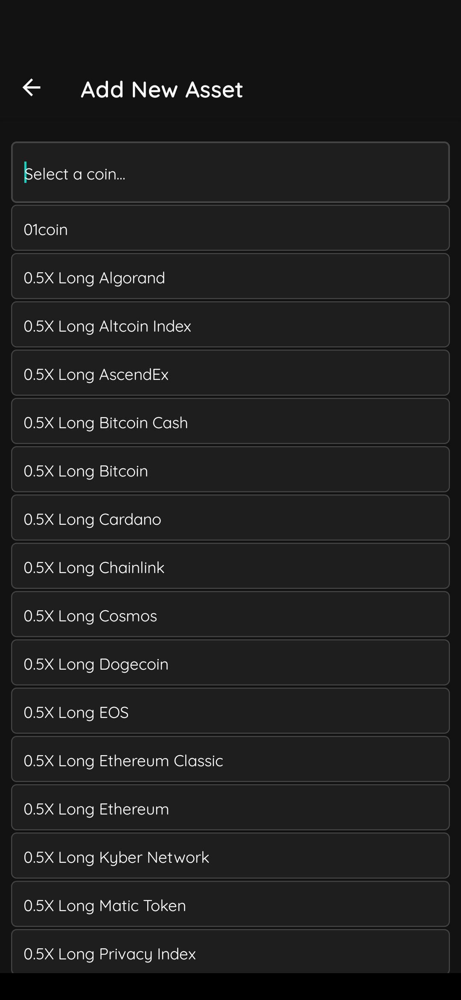 Add New Asset
Select a coin...
01coin
0.5X Long Algorand
0.5X Long Altcoin Index
0.5X Long AscendEx
0.5X Long Bitcoin Cash
0.5X Long Bitcoin
0.5X Long Cardano
0.5X Long Chainlink
0.5X Long Cosmos
0.5X Long Dogecoin
0.5X Long EOS
0.5X Long Ethereum Classic
0.5X Long Ethereum
0.5X Long Kyber Network
0.5X Long Matic Token
0.5X Long Privacy Index